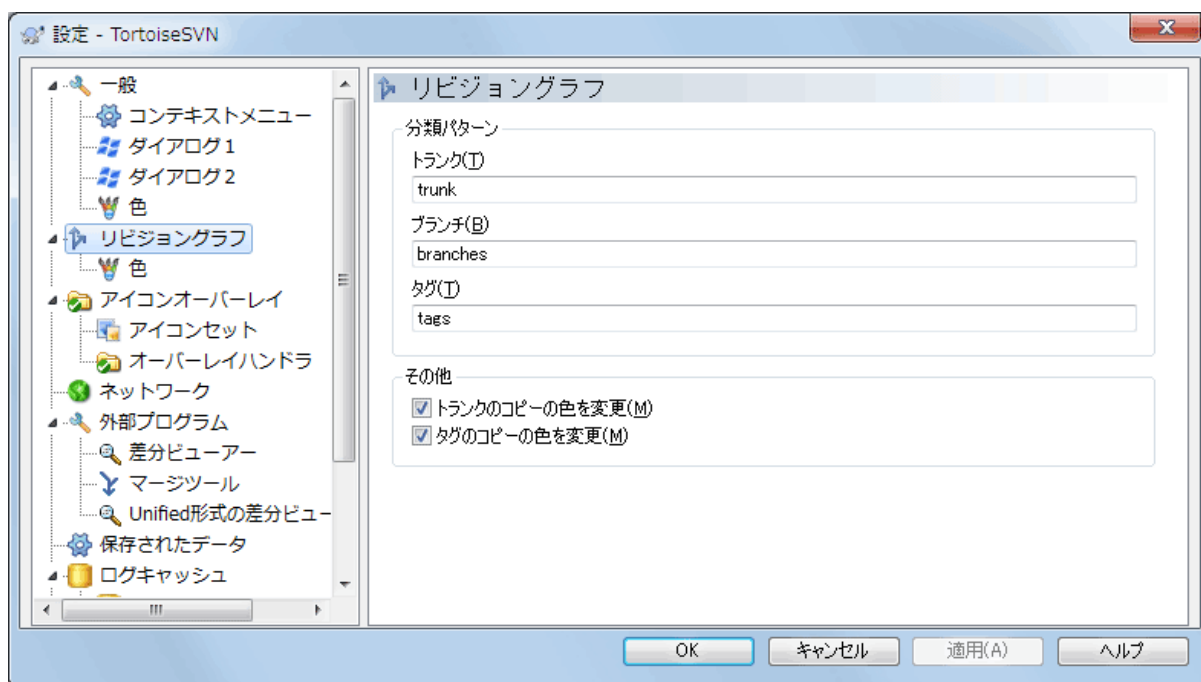 設定 - TortoiseSVN
一般
コンテキストメニュー
ダイアログ1
ダイアログ2
色
リビジョングラフ
色
アイコンオーバーレイ
アイコンセット
オーバーレイハンドラ
ネットワーク
外部プログラム
差分ビューアー
マージツール
Unified形式の差分ビュー
保存されたデータ
ログキャッシュ
リビジョングラフ
分類パターン
トランク(T)
trunk
ブランチ(B)
branches
タグ(T)
tags
その他
トランクのコピーの色を変更(M)
タグのコピーの色を変更(M)
OK
キャンセル
適用(A)
ヘルプ